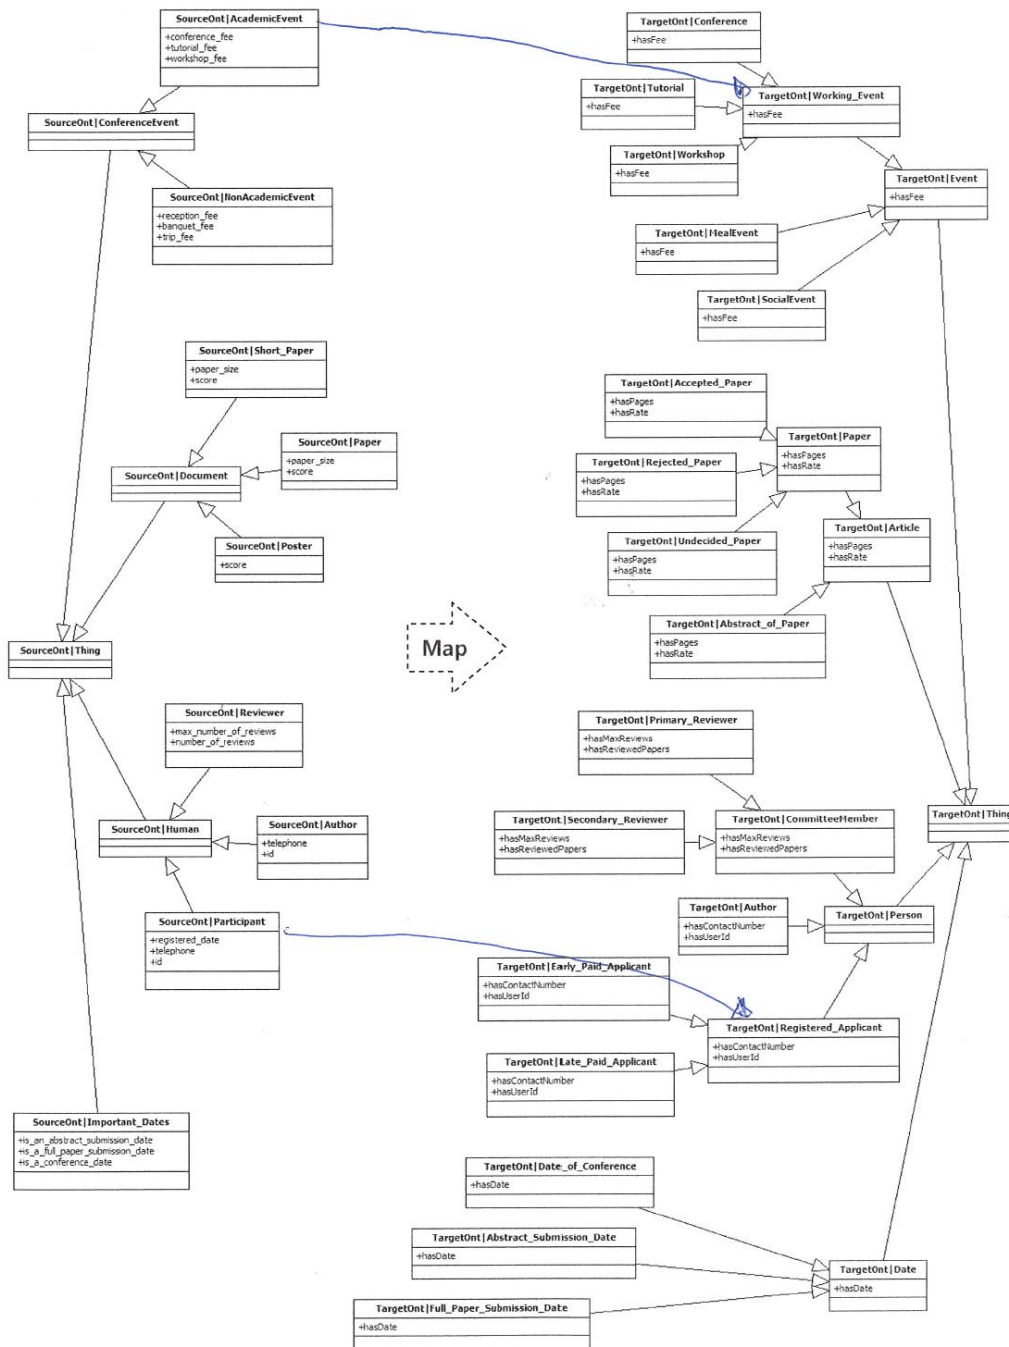 SourceOnt|AcademicEvent
+conference_fee
+tutorial_fee
+workshop_fee
SourceOnt|ConferenceEvent
SourceOnt|NonAcademicEvent
+reception_fee
+banquet_fee
+trip_fee
SourceOnt|Short_Paper
+paper_size
+score
SourceOnt|Paper
+paper_size
+score
SourceOnt|Document
SourceOnt|Poster
+score
SourceOnt|Thing
SourceOnt|Reviewer
+max_number_of_reviews
+number_of_reviews
SourceOnt|Human
SourceOnt|Author
+telephone
+id
SourceOnt|Participant
+registered_date
+telephone
+id
SourceOnt|Important_Dates
+is_an_abstract_submission_date
+is_a_full_paper_submission_date
+is_a_conference_date
Map
TargetOnt|Conference
+hasFee
TargetOnt|Tutorial
+hasFee
TargetOnt|Working_Event
+hasFee
TargetOnt|Workshop
+hasFee
TargetOnt|Event
+hasFee
TargetOnt|MealEvent
+hasFee
TargetOnt|SocialEvent
+hasFee
TargetOnt|Accepted_Paper
+hasPages
+hasRate
TargetOnt|Paper
+hasPages
+hasRate
TargetOnt|Rejected_Paper
+hasPages
+hasRate
TargetOnt|Article
+hasPages
+hasRate
TargetOnt|Undecided_Paper
+hasPages
+hasRate
TargetOnt|Abstract_of_Paper
+hasPages
+hasRate
TargetOnt|Primary_Reviewer
+hasMaxReviews
+hasReviewedPapers
TargetOnt|Thing
TargetOnt|Secondary_Reviewer
+hasMaxReviews
+hasReviewedPapers
TargetOnt|CommitteeMember
+hasMaxReviews
+hasReviewedPapers
TargetOnt|Author
+hasContactNumber
+hasUserId
TargetOnt|Person
TargetOnt|Early_Paid_Applicant
+hasContactNumber
+hasUserId
TargetOnt|Registered_Applicant
+hasContactNumber
+hasUserId
TargetOnt|Late_Paid_Applicant
+hasContactNumber
+hasUserId
TargetOnt|Date_of_Conference
+hasDate
TargetOnt|Abstract_Submission_Date
+hasDate
TargetOnt|Date
+hasDate
TargetOnt|Full_Paper_Submission_Date
+hasDate